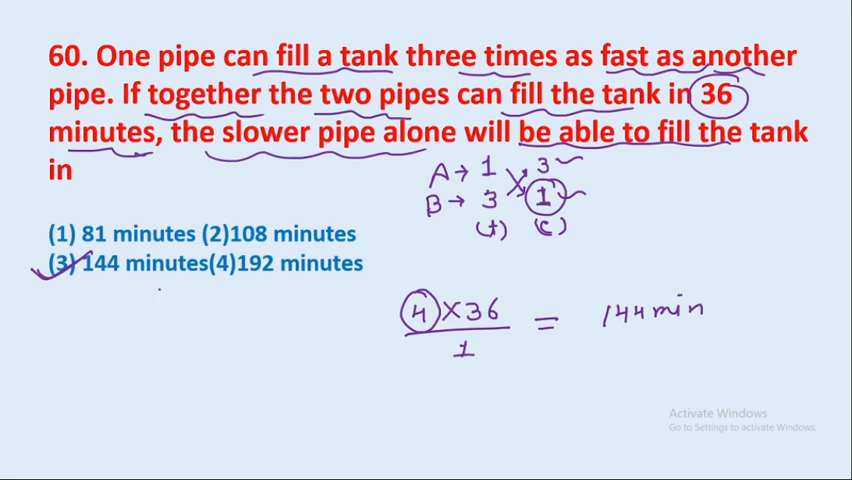 60. One pipe can fill a tank three times as fast as another
pipe. If together the two pipes can fill the tank in 36
minutes, the slower pipe alone will be able to fill the tank
in
A → 1 3
B → 3 1
(t) (c)
(1) 81 minutes (2)108 minutes
(3) 144 minutes(4)192 minutes
4 X 36
1
= 144 min
Activate Windows
Go to Settings to activate Windows.